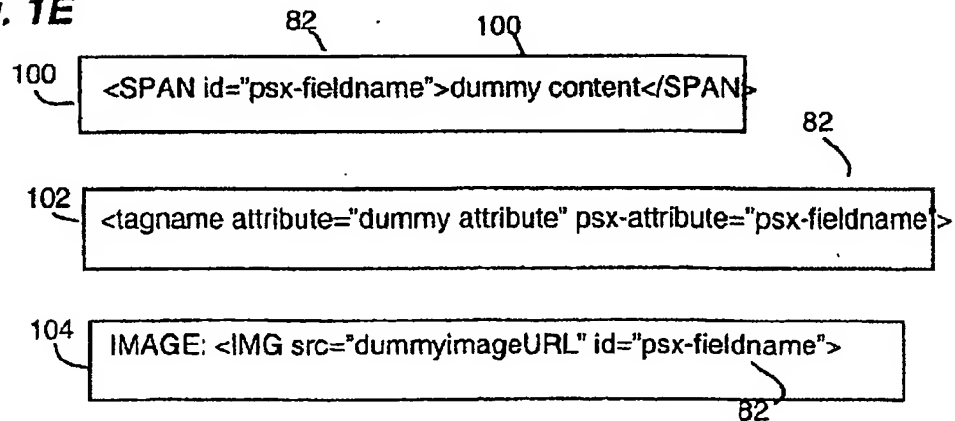 . 1E
82 100
100 <SPAN id="psx-fieldname">dummy content</SPAN>
82
102 <tagname attribute="dummy attribute" psx-attribute="psx-fieldname">
104 IMAGE: <IMG src="dummyimageURL" id="psx-fieldname">
82